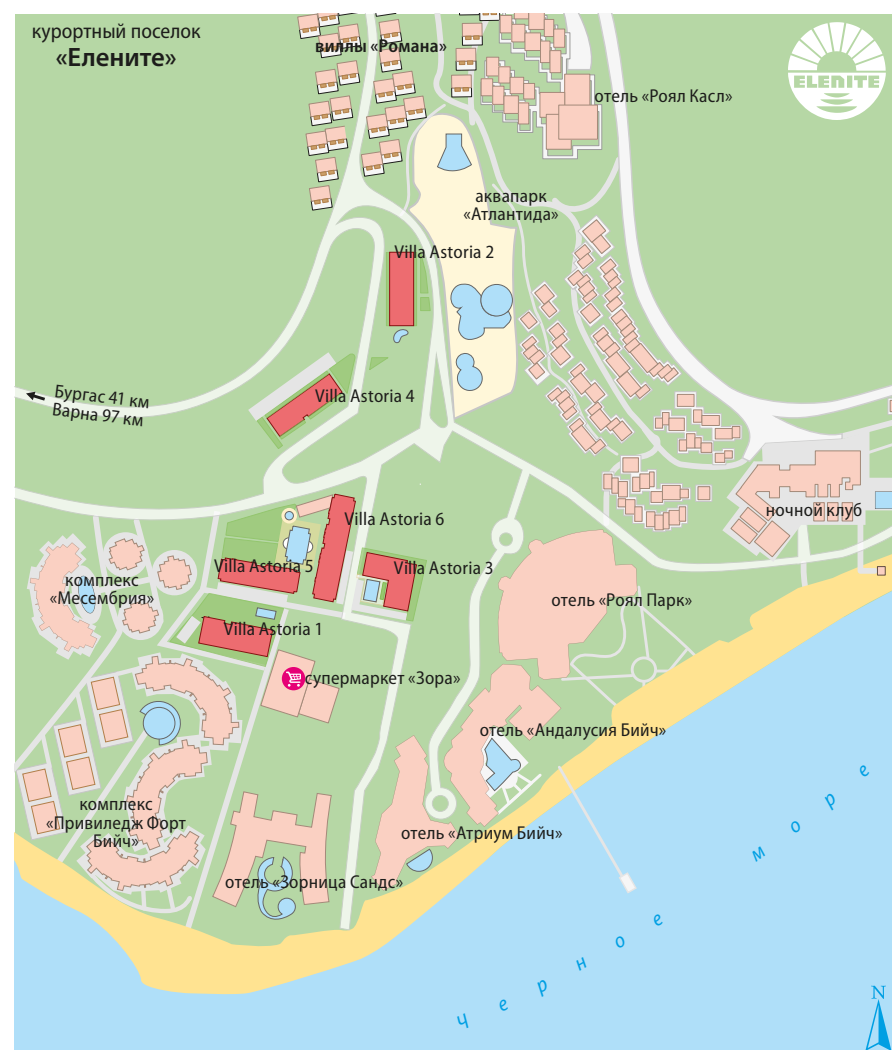 курортный поселок
«Елените»
виллы «Романа»
ELENITE
отель «Роял Касл»
аквапарк
«Атлантида»
Villa Astoria 2
Бургас 41 км
Варна 97 км
Villa Astoria 4
Villa Astoria 6
ночной клуб
Villa Astoria 5
Villa Astoria 3
комплекс
«Месембрия»
отель «Роял Парк»
Villa Astoria 1
супермаркет «Зора»
отель «Андалусия Бийч»
комплекс
«Привиледж Форт
Бийч»
отель «Атриум Бийч»
отель «Зорница Сандс»
Черное море
N